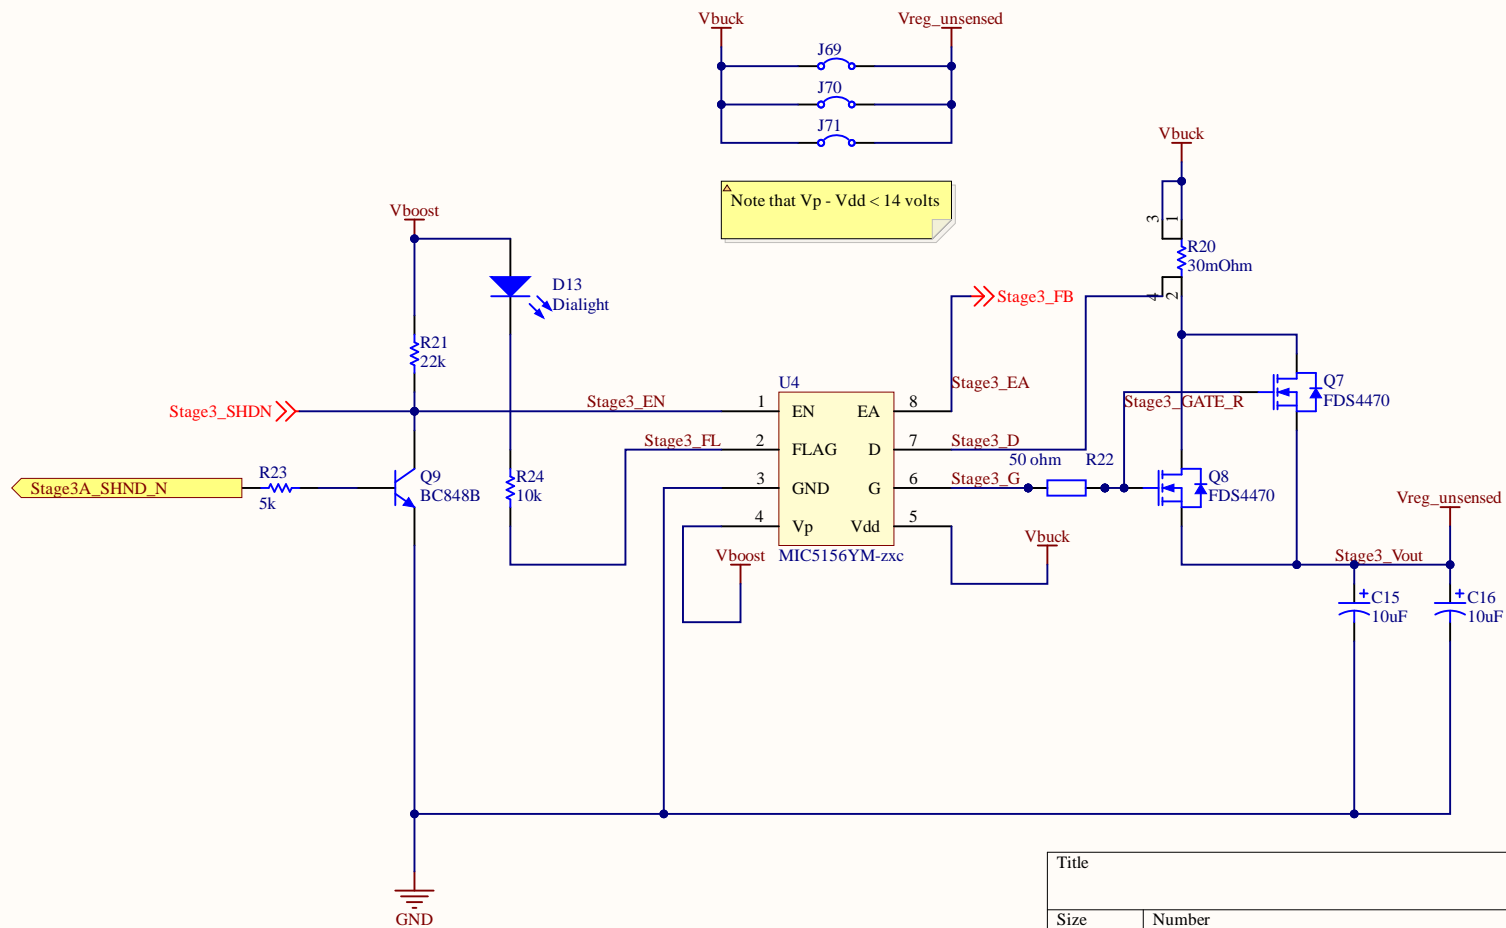 Vbuck
Vreg_unsensed
J69
J70
J71
Note that Vp - Vdd < 14 volts
Vbuck
3
1
R20
30mOhm
4
2
Vboost
D13
Dialight
R21
22k
Stage3_FB
Stage3_SHDN
Stage3_EN
Stage3_FL
U4
1
2
3
4
EN
FLAG
GND
Vp
EA
D
G
Vdd
8
7
6
5
MIC5156YM-zxc
Stage3_EA
Stage3_D
50 ohm
R22
Stage3_G
Stage3_GATE_R
Q7
FDS4470
Q8
FDS4470
Stage3A_SHND_N
R23
5k
Q9
BC848B
R24
10k
Vboost
Vbuck
Vreg_unsensed
Stage3_Vout
+
C15
10uF
+
C16
10uF
GND
Title
Size
Number